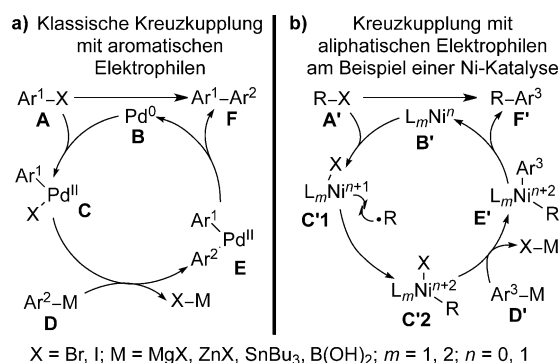 a) Klassische Kreuzkupplung
mit aromatischen
Elektrophilen
Ar¹–X
Ar¹–Ar²
A
Pd⁰
F
B
Ar¹
Pdᴵᴵ
X
C
Ar¹
Pdᴵᴵ
Ar²
E
Ar²–M
X–M
D
b) Kreuzkupplung mit
aliphatischen Elektrophilen
am Beispiel einer Ni-Katalyse
R–X
R–Ar³
A'
LₘNiⁿ
F'
B'
X
LₘNiⁿ⁺¹
•R
C'1
Ar³
LₘNiⁿ⁺²
R
E'
X–M
X
LₘNiⁿ⁺²
R
C'2
Ar³–M
D'
X = Br, I; M = MgX, ZnX, SnBu₃, B(OH)₂; m = 1, 2; n = 0, 1